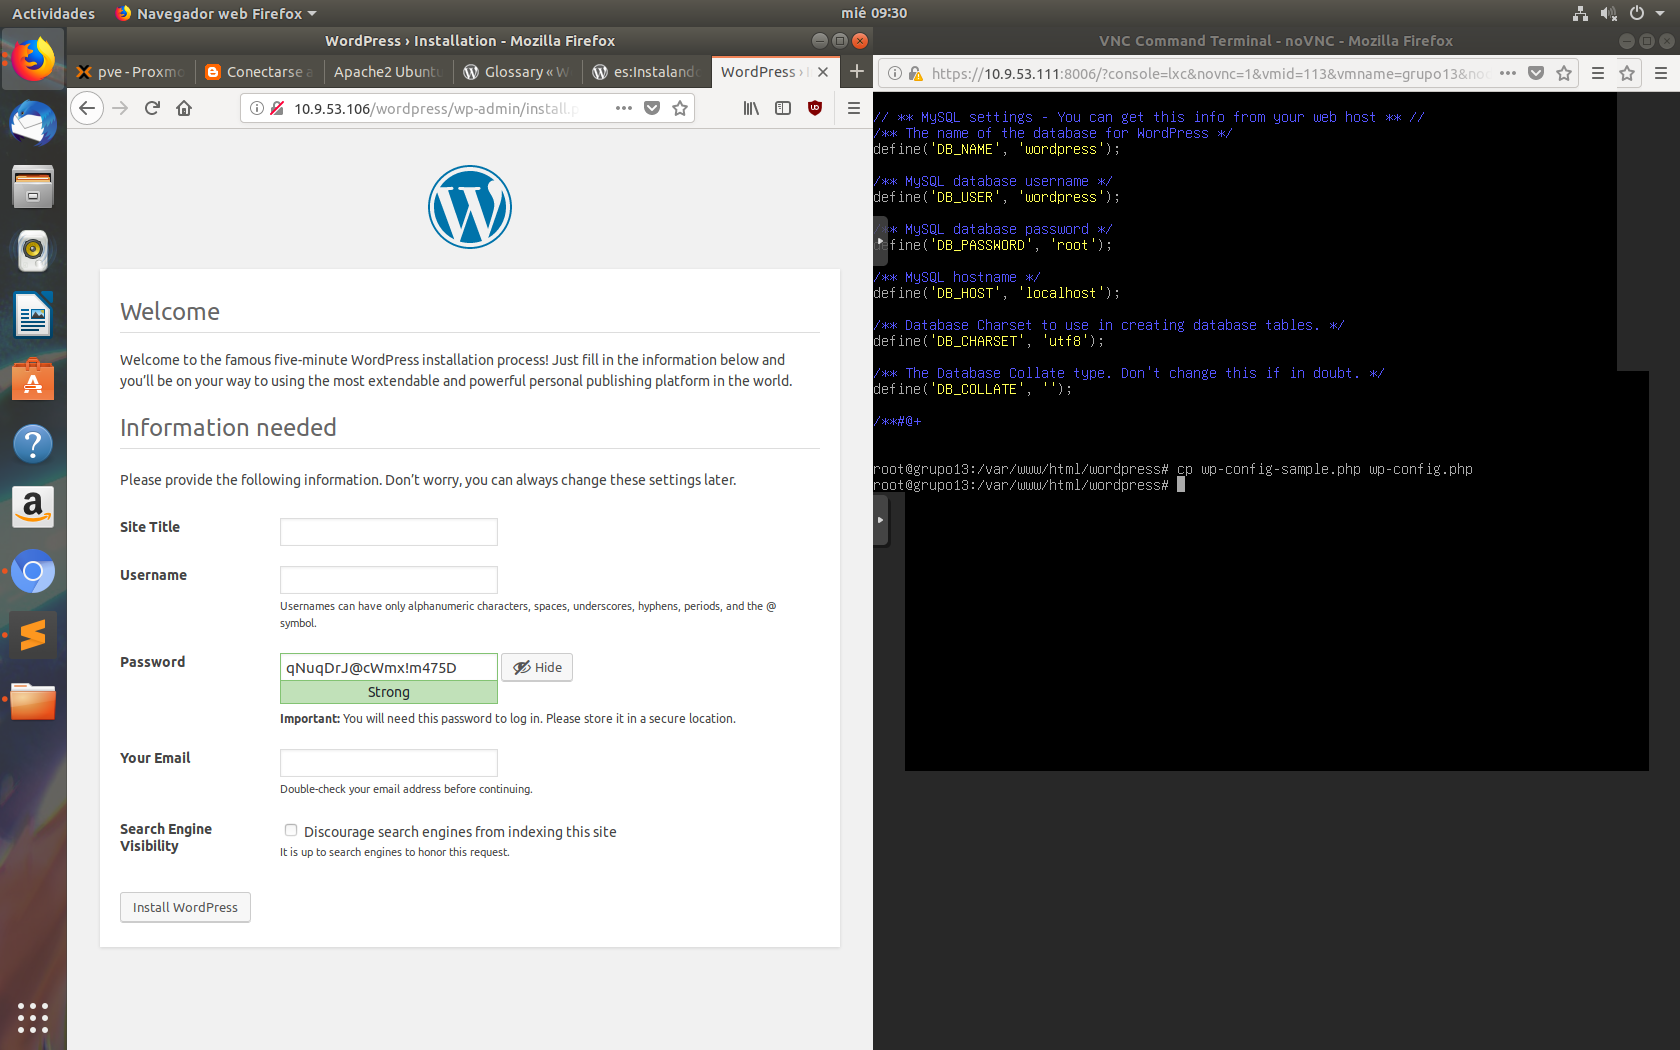 Actividades
Navegador web Firefox
mié 09:30
WordPress › Installation - Mozilla Firefox
VNC Command Terminal - noVNC - Mozilla Firefox
pve - Proxmo
Conectarse a
Apache2 Ubuntu
Glossary « W
es:Instalando
WordPress ›
10.9.53.106/wordpress/wp-admin/install.p
https://10.9.53.111:8006/?console=lxc&novnc=1&vmid=113&vmname=grupo13&no
Welcome
Welcome to the famous five-minute WordPress installation process! Just fill in the information below and
you’ll be on your way to using the most extendable and powerful personal publishing platform in the world.
Information needed
Please provide the following information. Don’t worry, you can always change these settings later.
Site Title
Username
Usernames can have only alphanumeric characters, spaces, underscores, hyphens, periods, and the @
symbol.
Password
qNuqDrJ@cWmx!m475D
Hide
Strong
Important: You will need this password to log in. Please store it in a secure location.
Your Email
Double-check your email address before continuing.
Search Engine
Visibility
Discourage search engines from indexing this site
It is up to search engines to honor this request.
Install WordPress
// ** MySQL settings - You can get this info from your web host ** //
/** The name of the database for WordPress */
define('DB_NAME', 'wordpress');
/** MySQL database username */
define('DB_USER', 'wordpress');
/** MySQL database password */
define('DB_PASSWORD', 'root');
/** MySQL hostname */
define('DB_HOST', 'localhost');
/** Database Charset to use in creating database tables. */
define('DB_CHARSET', 'utf8');
/** The Database Collate type. Don't change this if in doubt. */
define('DB_COLLATE', '');
/**#@+
root@grupo13:/var/www/html/wordpress# cp wp-config-sample.php wp-config.php
root@grupo13:/var/www/html/wordpress#